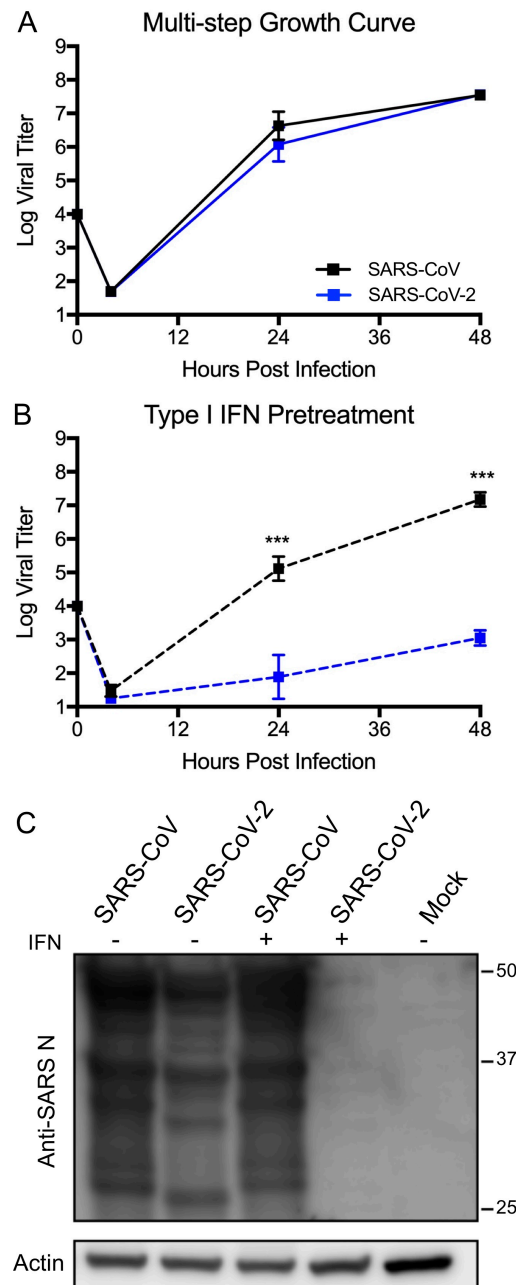 A
Multi-step Growth Curve
9
8
7
6
5
4
3
2
1
Log Viral Titer
SARS-CoV
SARS-CoV-2
0 12 24 36 48
Hours Post Infection
B
Type I IFN Pretreatment
9
8
7
6
5
4
3
2
1
Log Viral Titer
***
***
0 12 24 36 48
Hours Post Infection
C
SARS-CoV SARS-CoV-2 SARS-CoV SARS-CoV-2 Mock
IFN - - + + -
Anti-SARS N
50
37
25
Actin